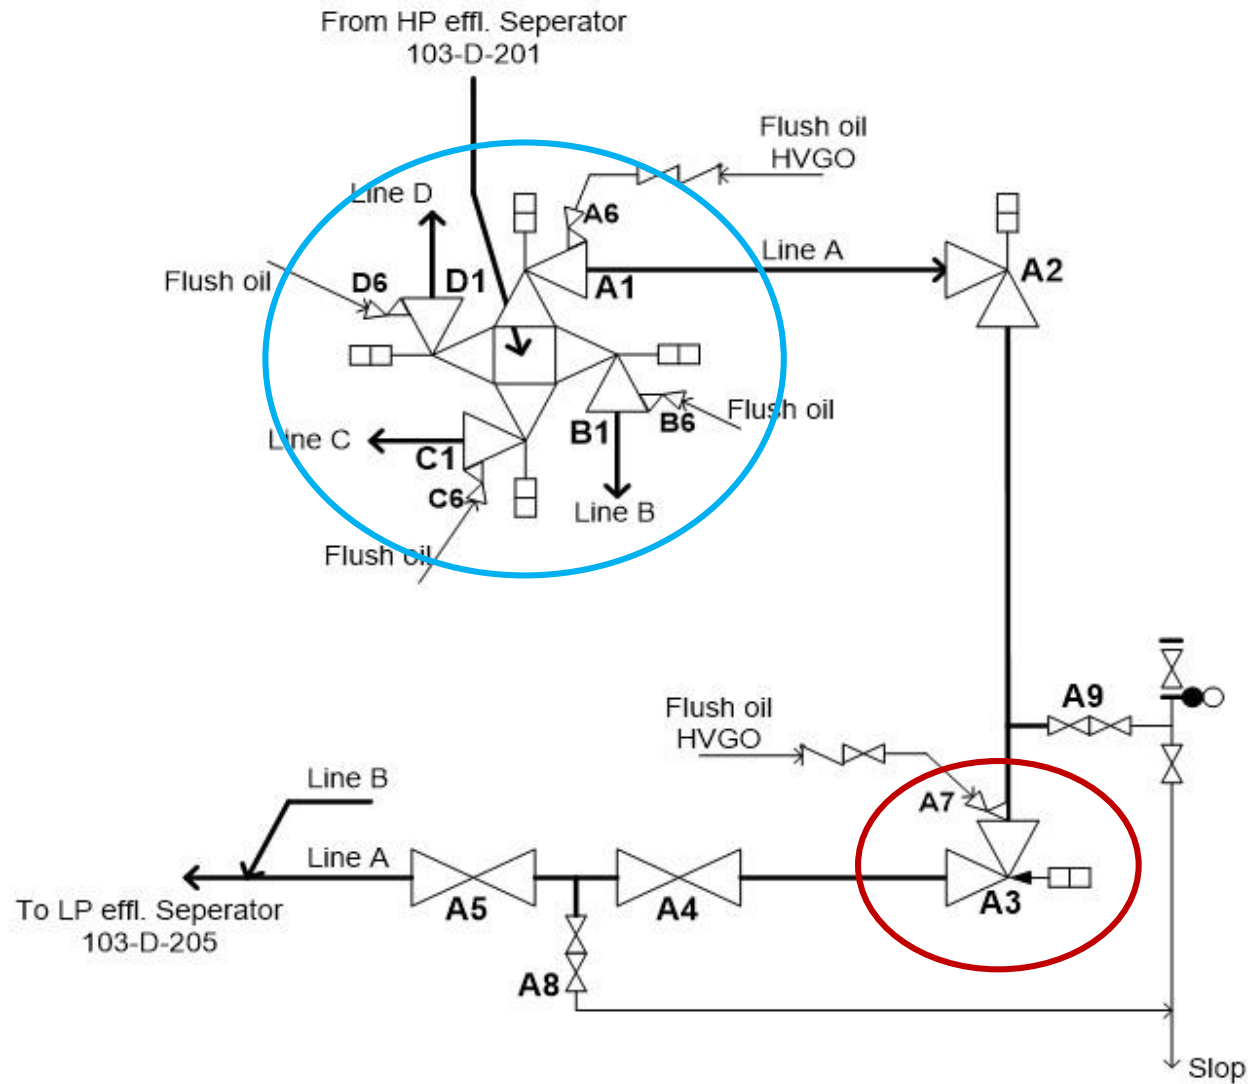 From HP effl. Seperator
103-D-201
Flush oil
HVGO
Line D
A6
Line A
A2
Flush oil
D6
D1
A1
Line C
C1
B1
B6
Flush oil
C6
Line B
Flush oil
A9
Flush oil
HVGO
Line B
A7
Line A
To LP effl. Seperator
103-D-205
A5
A4
A3
A8
Slop